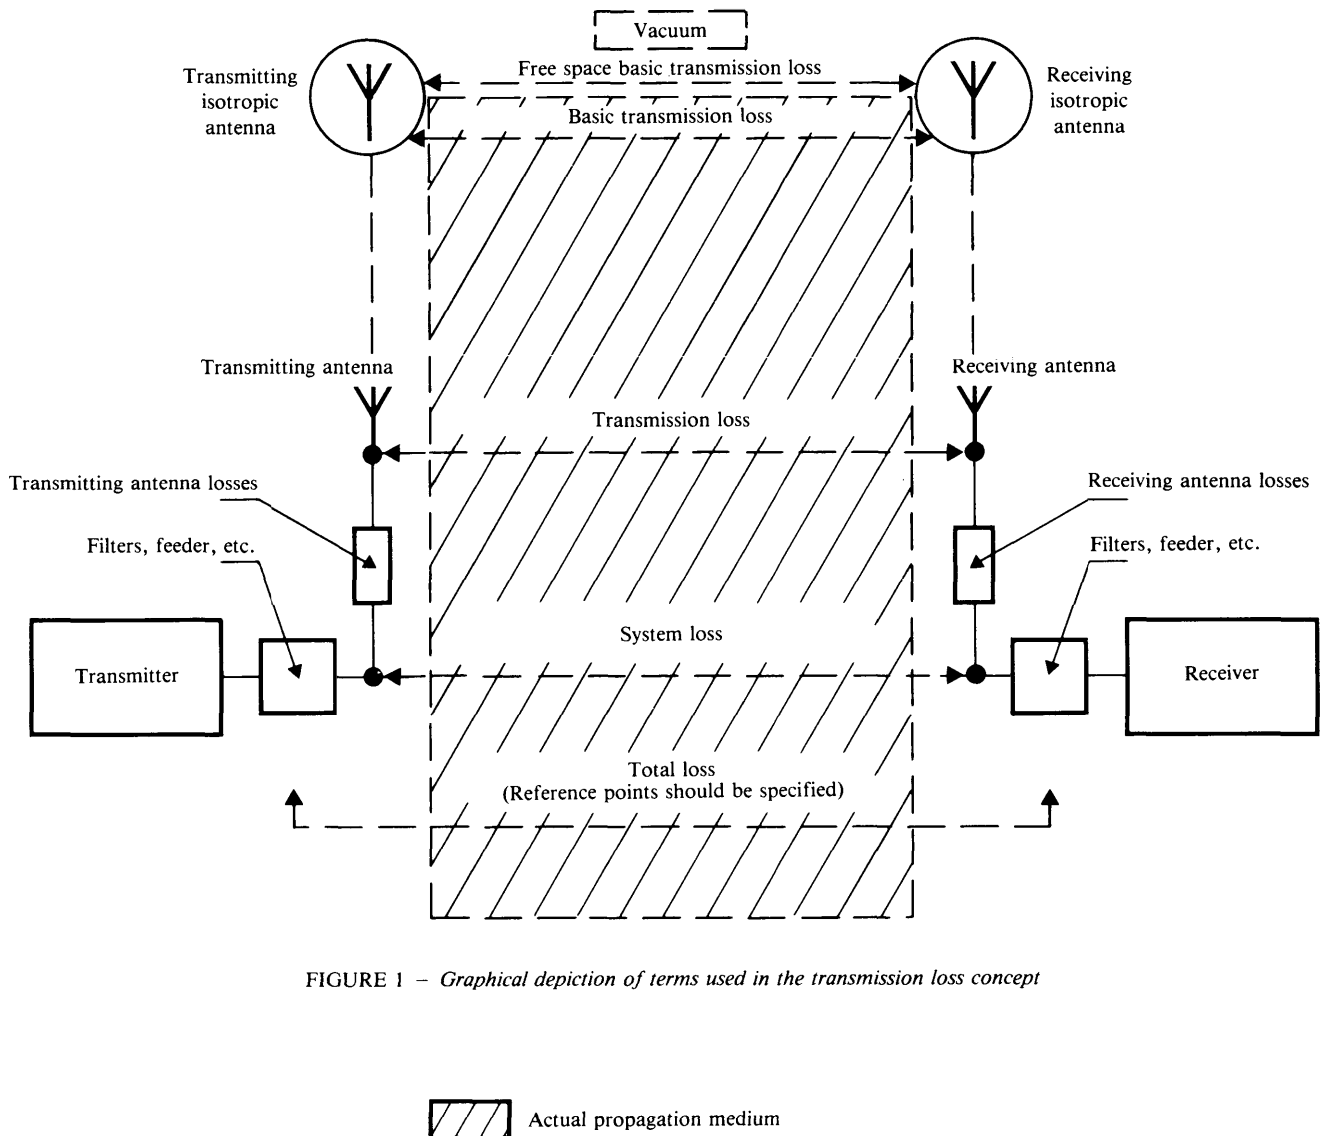 Vacuum
Free space basic transmission loss
Transmitting
isotropic
antenna
Receiving
isotropic
antenna
Basic transmission loss
Transmitting antenna
Receiving antenna
Transmission loss
Transmitting antenna losses
Receiving antenna losses
Filters, feeder, etc.
Filters, feeder, etc.
System loss
Transmitter
Receiver
Total loss
(Reference points should be specified)
FIGURE 1 – Graphical depiction of terms used in the transmission loss concept
Actual propagation medium